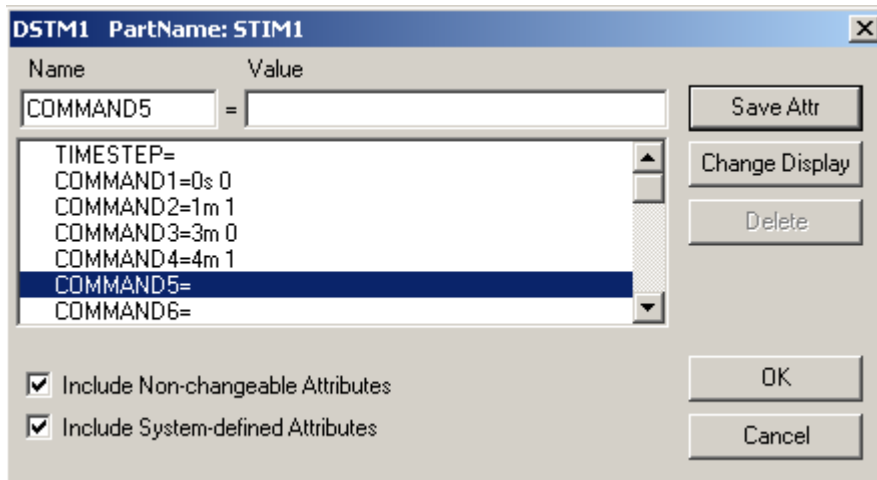 DSTM1 PartName: STIM1
Name Value
COMMAND5 =
Save Attr
TIMESTEP=
COMMAND1=0s 0
COMMAND2=1m 1
COMMAND3=3m 0
COMMAND4=4m 1
COMMAND5=
COMMAND6=
Change Display
Delete
Include Non-changeable Attributes
Include System-defined Attributes
OK
Cancel